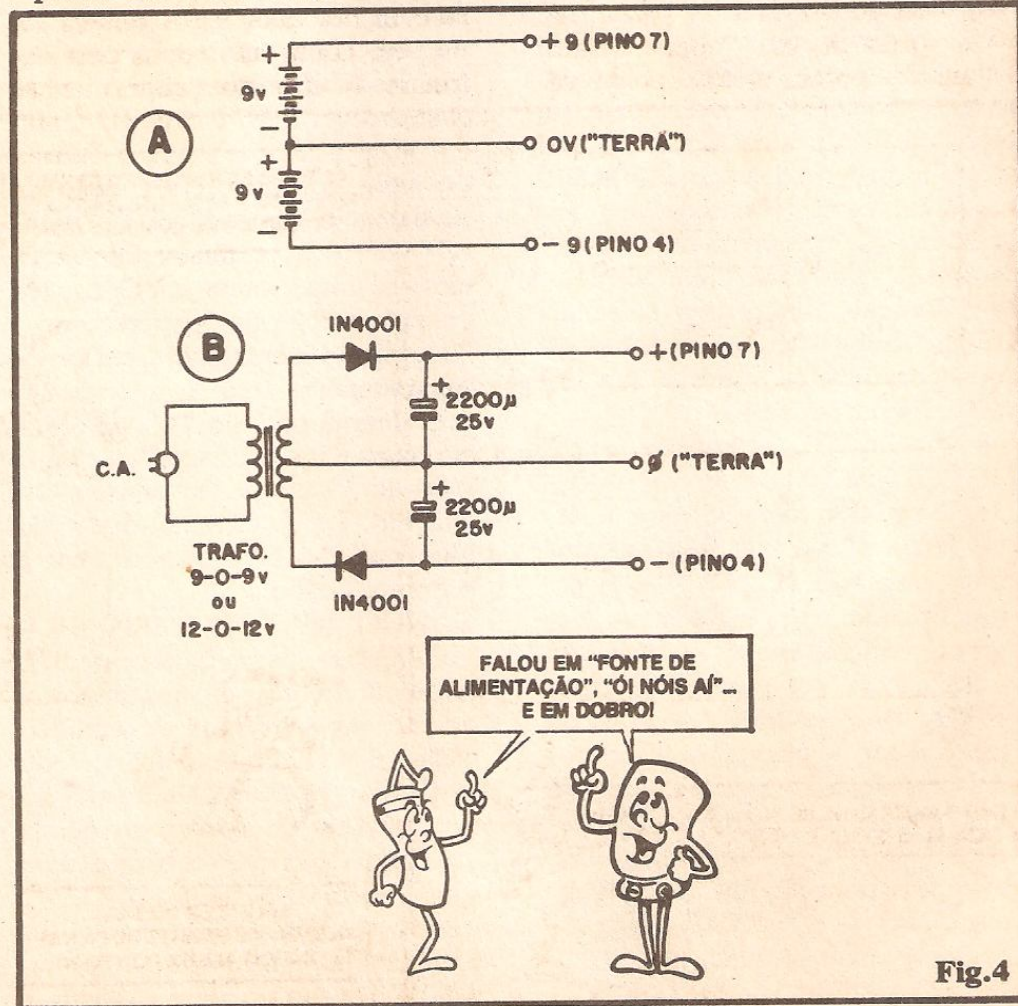 A
+
9v
−
+
9v
−
+ 9 (PINO 7)
0V ("TERRA")
− 9 (PINO 4)
B
1N4001
+ (PINO 7)
+
2200µ
25v
C.A.
Ø ("TERRA")
+
2200µ
25v
− (PINO 4)
1N4001
TRAFO.
9-0-9v
ou
12-0-12v
FALOU EM "FONTE DE
ALIMENTAÇÃO", "ÓI NÓIS AÍ"...
E EM DOBRO!
Fig.4